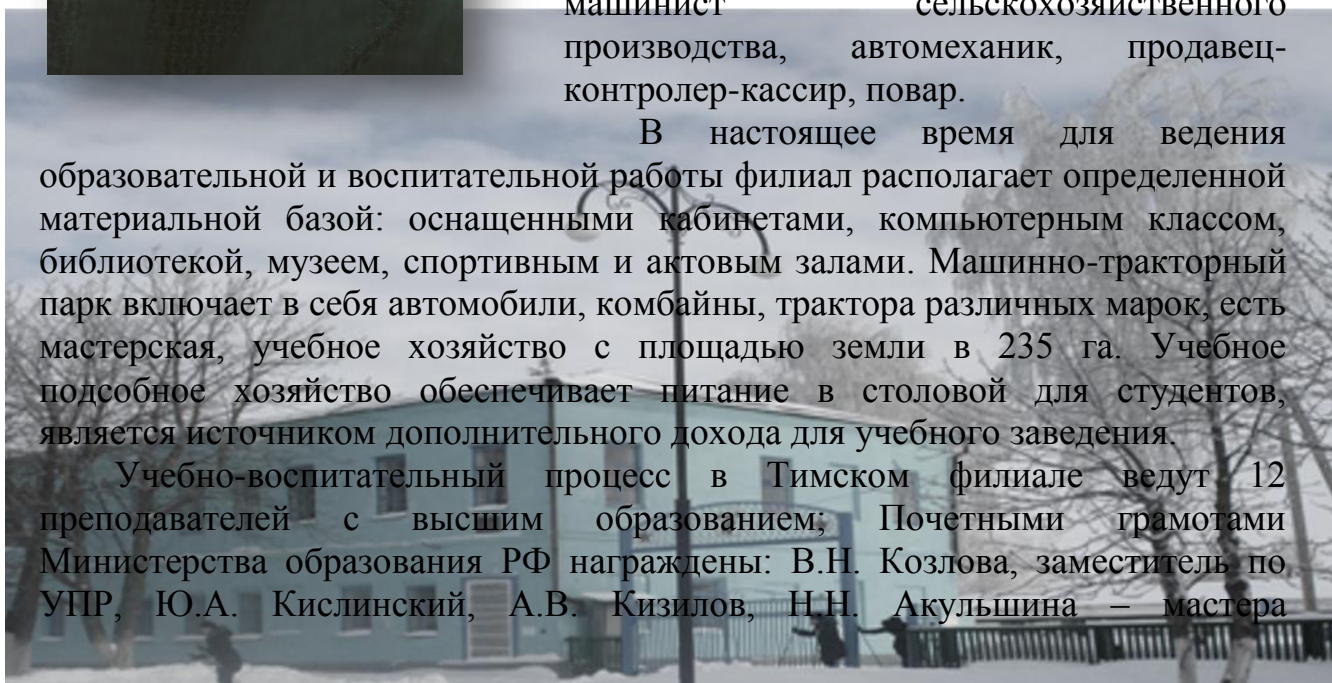 машинист сельскохозяйственного
производства, автомеханик, продавец-
контролер-кассир, повар.
В настоящее время для ведения
образовательной и воспитательной работы филиал располагает определенной
материальной базой: оснащенными кабинетами, компьютерным классом,
библиотекой, музеем, спортивным и актовым залами. Машинно-тракторный
парк включает в себя автомобили, комбайны, трактора различных марок, есть
мастерская, учебное хозяйство с площадью земли в 235 га. Учебное
подсобное хозяйство обеспечивает питание в столовой для студентов,
является источником дополнительного дохода для учебного заведения.
Учебно-воспитательный процесс в Тимском филиале ведут 12
преподавателей с высшим образованием; Почетными грамотами
Министерства образования РФ награждены: В.Н. Козлова, заместитель по
УПР, Ю.А. Кислинский, А.В. Кизилов, Н.Н. Акульшина – мастера